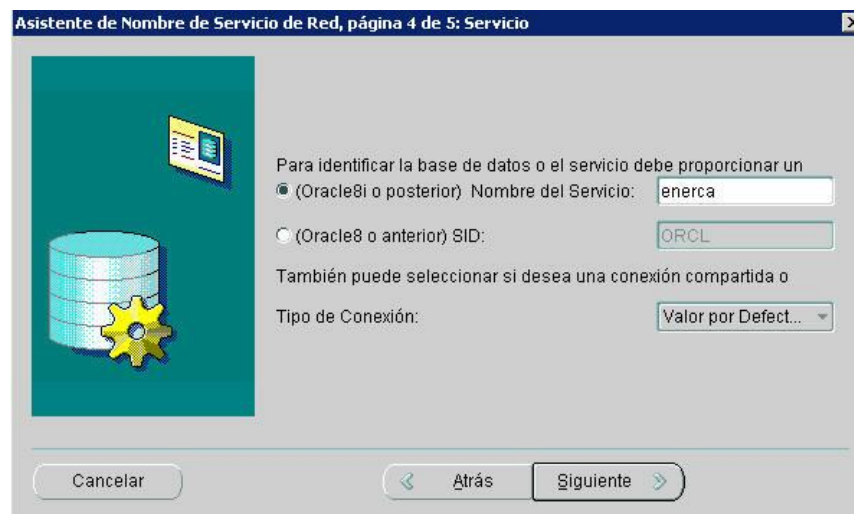 Asistente de Nombre de Servicio de Red, página 4 de 5: Servicio
Para identificar la base de datos o el servicio debe proporcionar un
(Oracle8i o posterior) Nombre del Servicio: enerca
(Oracle8 o anterior) SID: ORCL
También puede seleccionar si desea una conexión compartida o
Tipo de Conexión: Valor por Defect...
Cancelar Atrás Siguiente